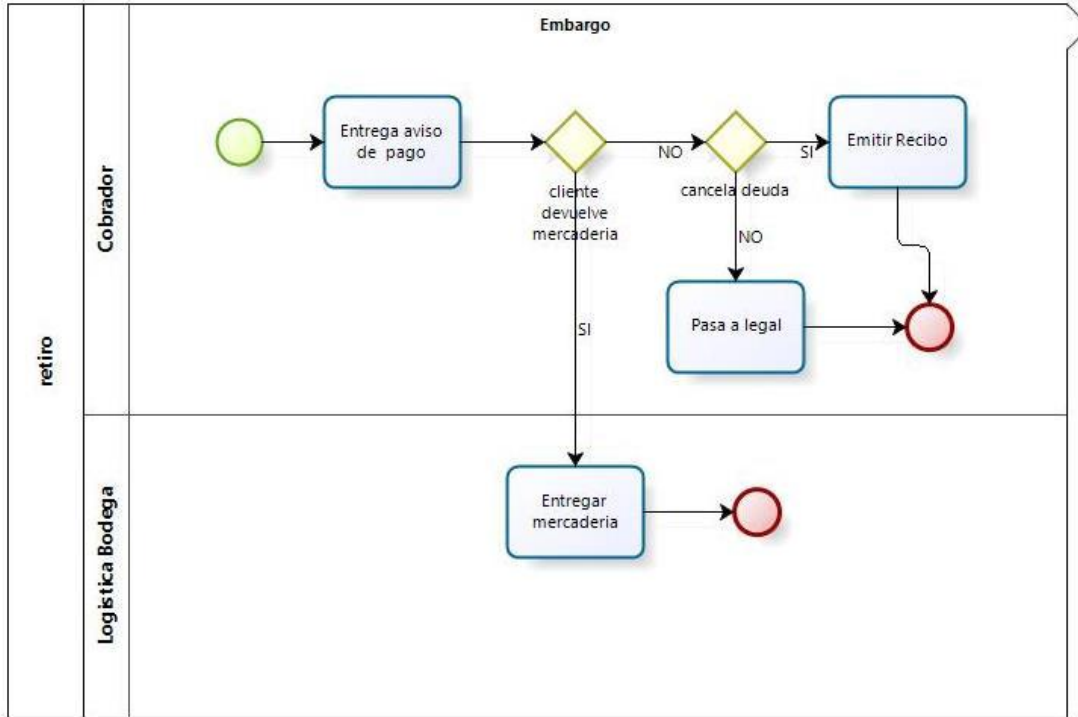 Embargo
retiro
Cobrador
Entrega aviso
de pago
cliente
devuelve
mercaderia
NO
cancela deuda
SI
Emitir Recibo
NO
Pasa a legal
SI
Logistica Bodega
Entregar
mercaderia